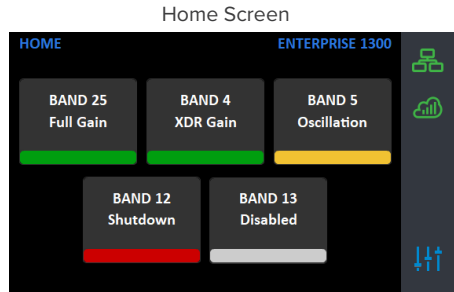 Home Screen
HOME
ENTERPRISE 1300
BAND 25
Full Gain
BAND 4
XDR Gain
BAND 5
Oscillation
BAND 12
Shutdown
BAND 13
Disabled